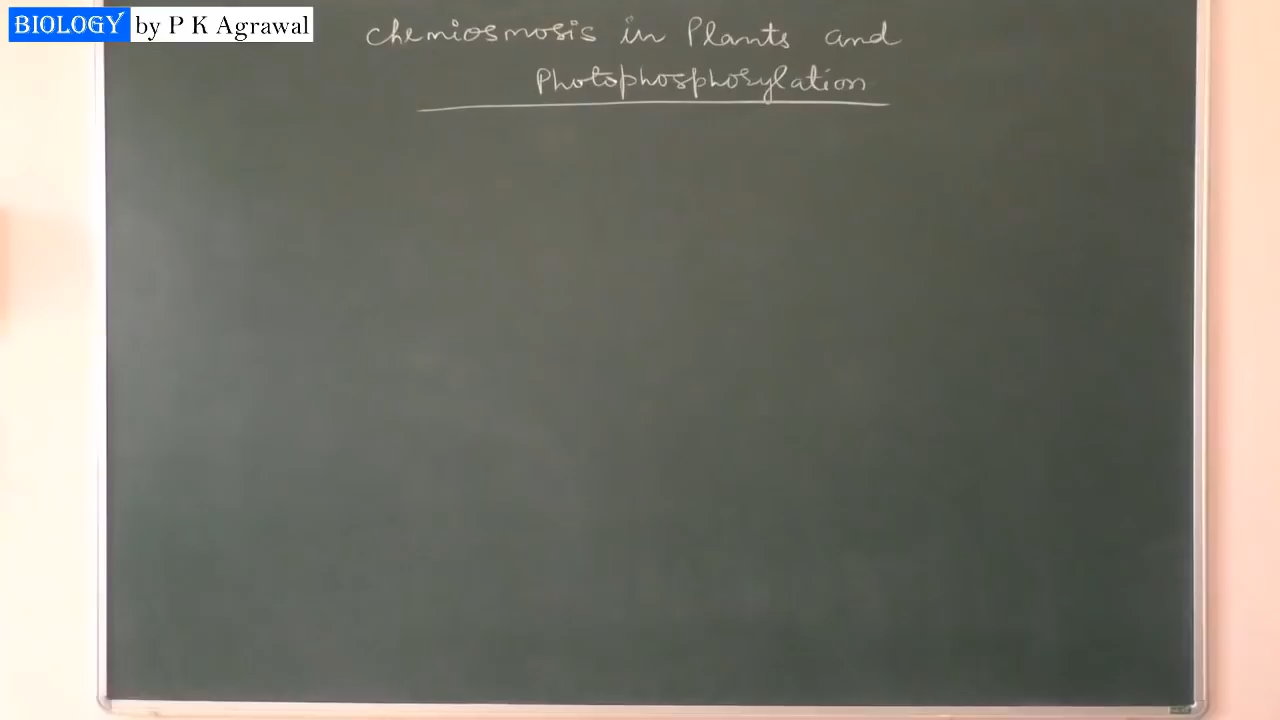 BIOLOGY by P K Agrawal
Chemiosmosis in Plants and
Photophosphorylation